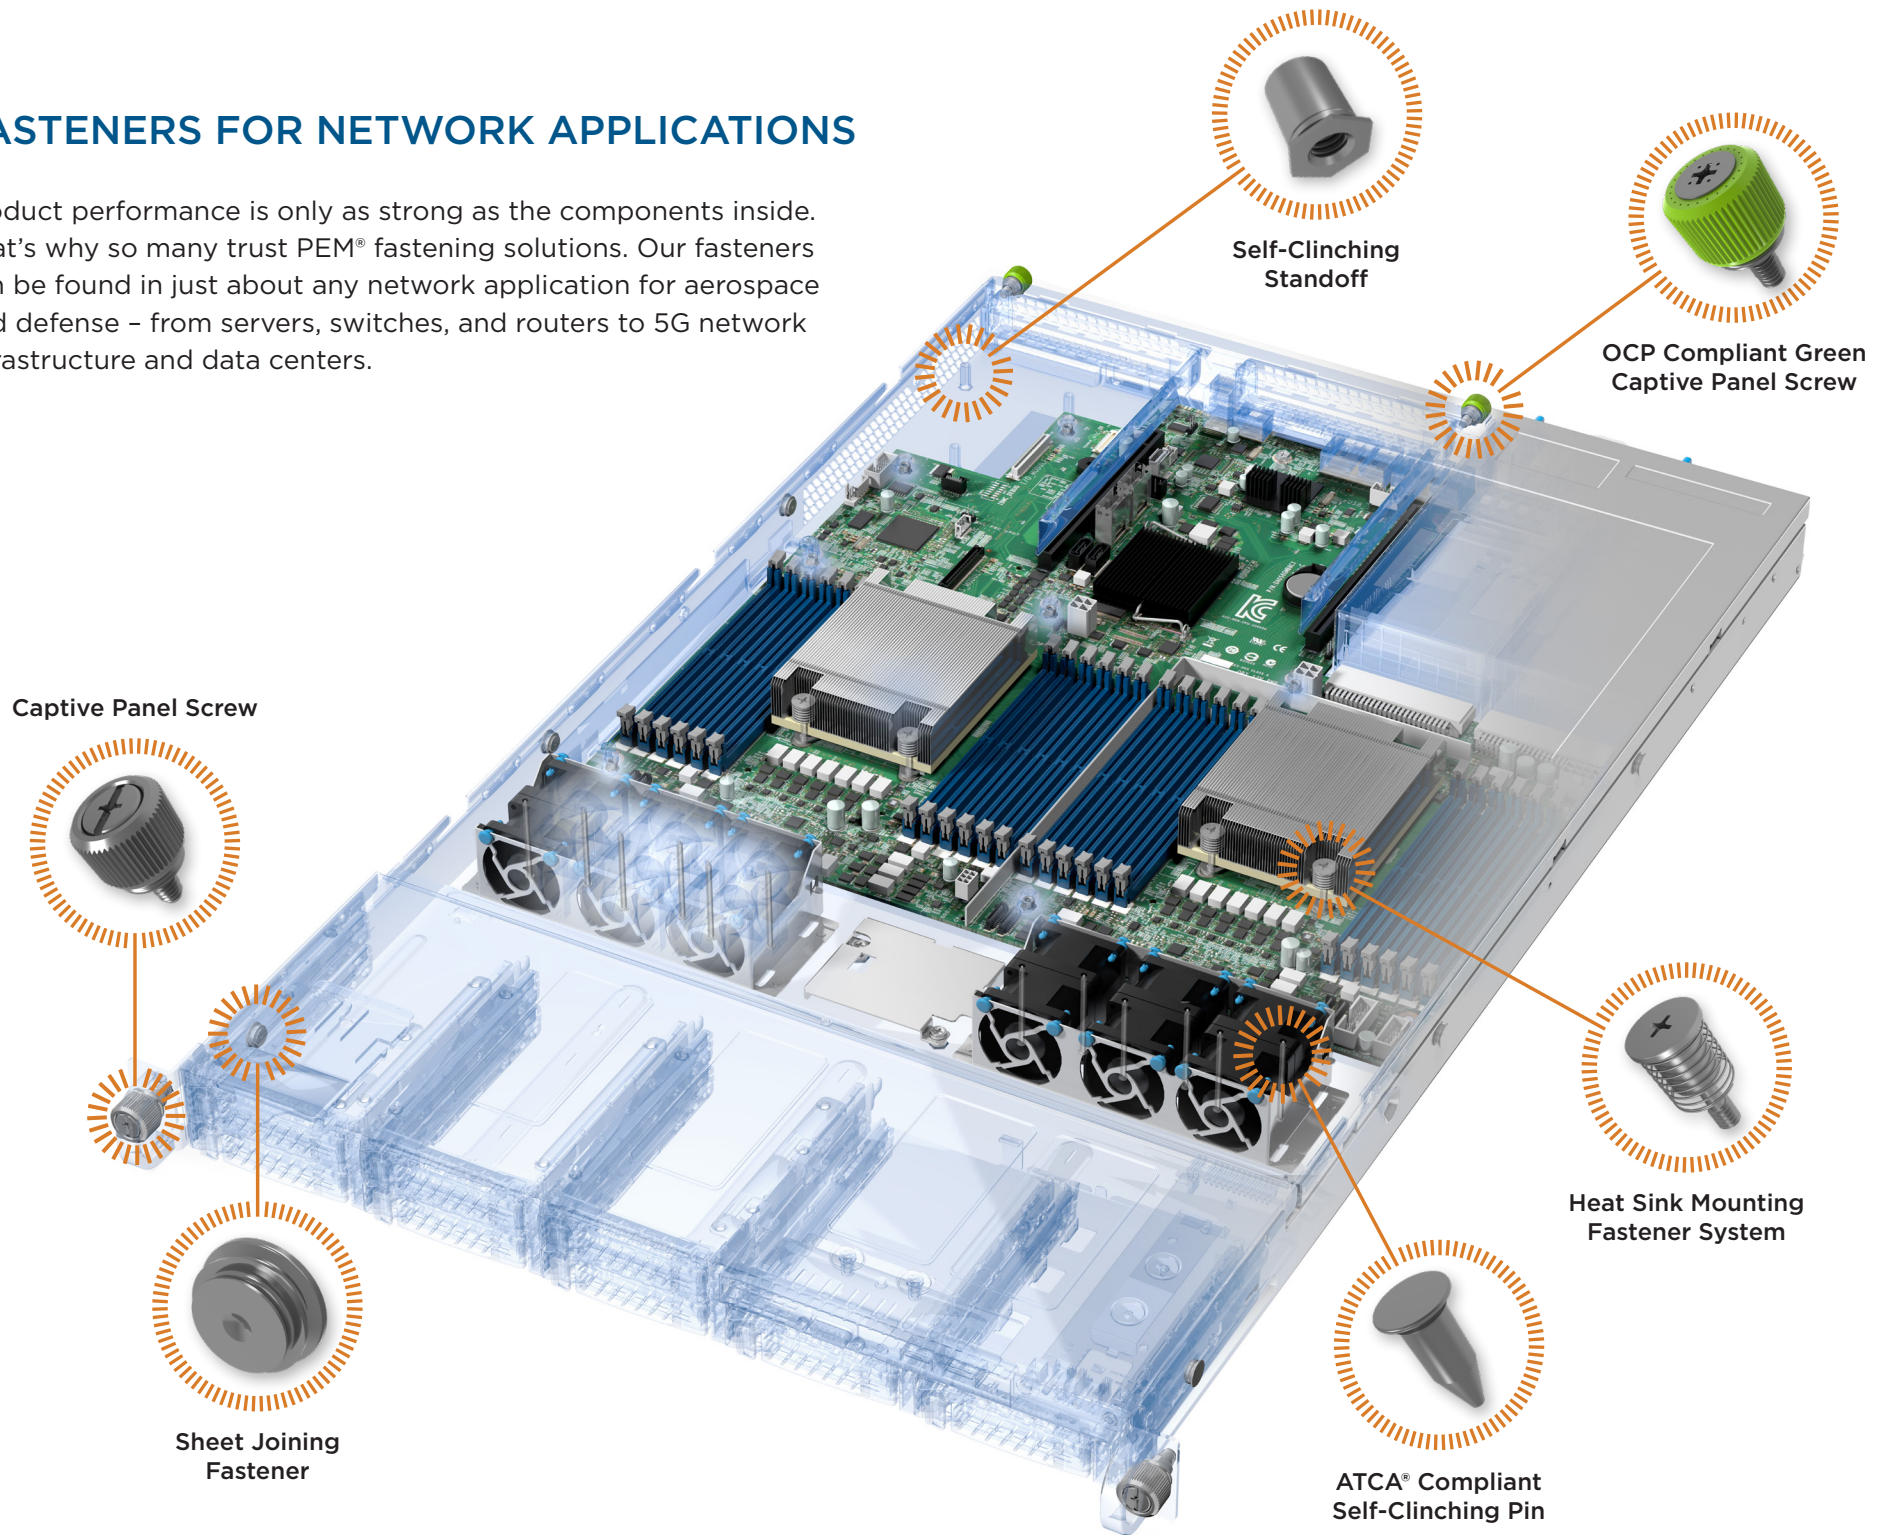 ASTENERS FOR NETWORK APPLICATIONS
oduct performance is only as strong as the components inside.
at's why so many trust PEM® fastening solutions. Our fasteners
n be found in just about any network application for aerospace
d defense – from servers, switches, and routers to 5G network
rastructure and data centers.
Self-Clinching
Standoff
OCP Compliant Green
Captive Panel Screw
Captive Panel Screw
Heat Sink Mounting
Fastener System
Sheet Joining
Fastener
ATCA® Compliant
Self-Clinching Pin